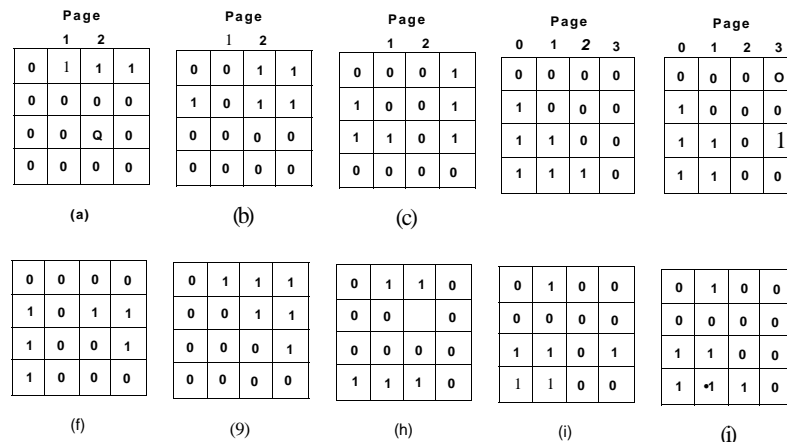 Page Page Page Page Page
1 2 1 2 1 2 0 1 2 3 0 1 2 3
0 1 1 1 0 0 1 1 0 0 0 1 0 0 0 0 0 0 0 O
0 0 0 0 1 0 1 1 1 0 0 1 1 0 0 0 1 0 0 0
0 0 Q 0 0 0 0 0 1 1 0 1 1 1 0 0 1 1 0 1
0 0 0 0 0 0 0 0 0 0 0 0 1 1 1 0 1 1 0 0
(a) (b) (c)
0 0 0 0 0 1 1 1 0 1 1 0 0 1 0 0 0 1 0 0
1 0 1 1 0 0 1 1 0 0 0 0 0 0 0 0 0 0 0
1 0 0 1 0 0 0 1 0 0 0 0 1 1 0 1 1 1 0 0
1 0 0 0 0 0 0 0 1 1 1 0 1 1 0 0 1 •1 1 0
(f) (9) (h) (i) (i)